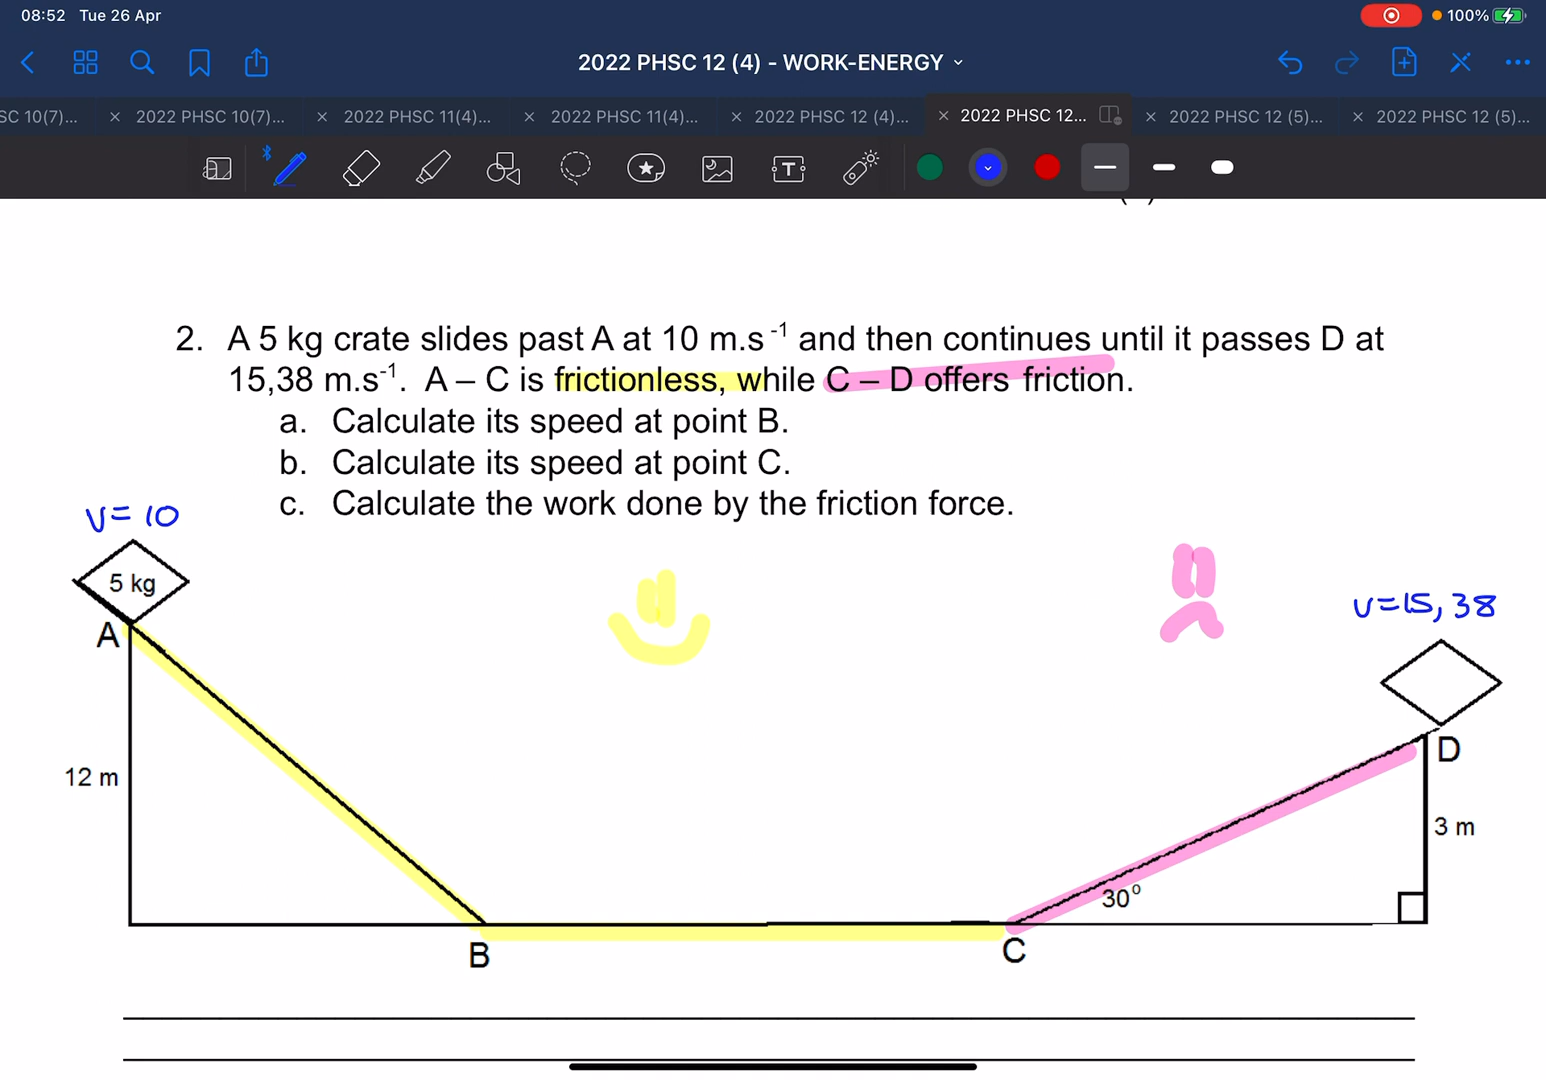 08:52 Tue 26 Apr
100%
2022 PHSC 12 (4) - WORK-ENERGY
SC 10(7)... × 2022 PHSC 10(7)... × 2022 PHSC 11(4)... × 2022 PHSC 11(4)... × 2022 PHSC 12 (4)... × 2022 PHSC 12... × 2022 PHSC 12 (5)... × 2022 PHSC 12 (5)...
2. A 5 kg crate slides past A at 10 m.s⁻¹ and then continues until it passes D at
15,38 m.s⁻¹. A – C is frictionless, while C – D offers friction.
a. Calculate its speed at point B.
b. Calculate its speed at point C.
c. Calculate the work done by the friction force.
v= 10
5 kg
A
v=15,38
12 m
D
3 m
30°
B
C